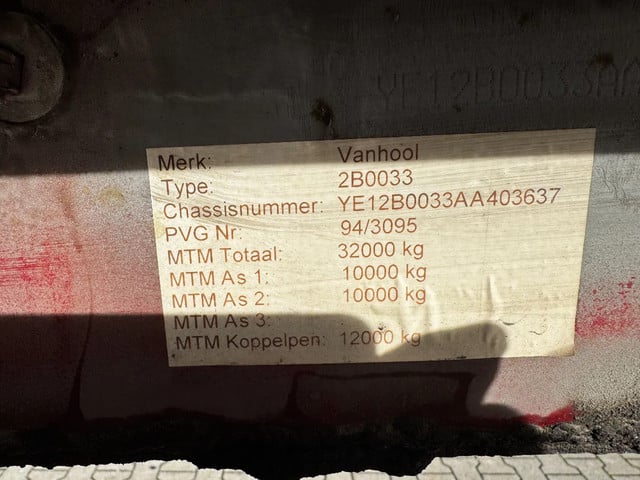 YE12B0033AA
Merk: Vanhool
Type: 2B0033
Chassisnummer: YE12B0033AA403637
PVG Nr: 94/3095
MTM Totaal: 32000 kg
MTM As 1: 10000 kg
MTM As 2: 10000 kg
MTM As 3:
MTM Koppelpen: 12000 kg